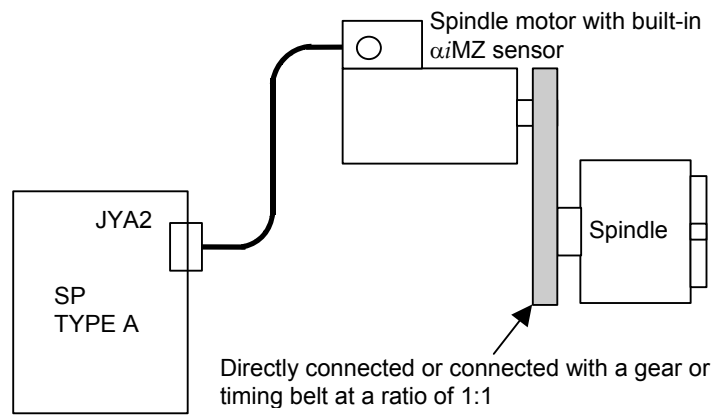 Spindle motor with built-in
αiMZ sensor
JYA2
Spindle
SP
TYPE A
Directly connected or connected with a gear or
timing belt at a ratio of 1:1